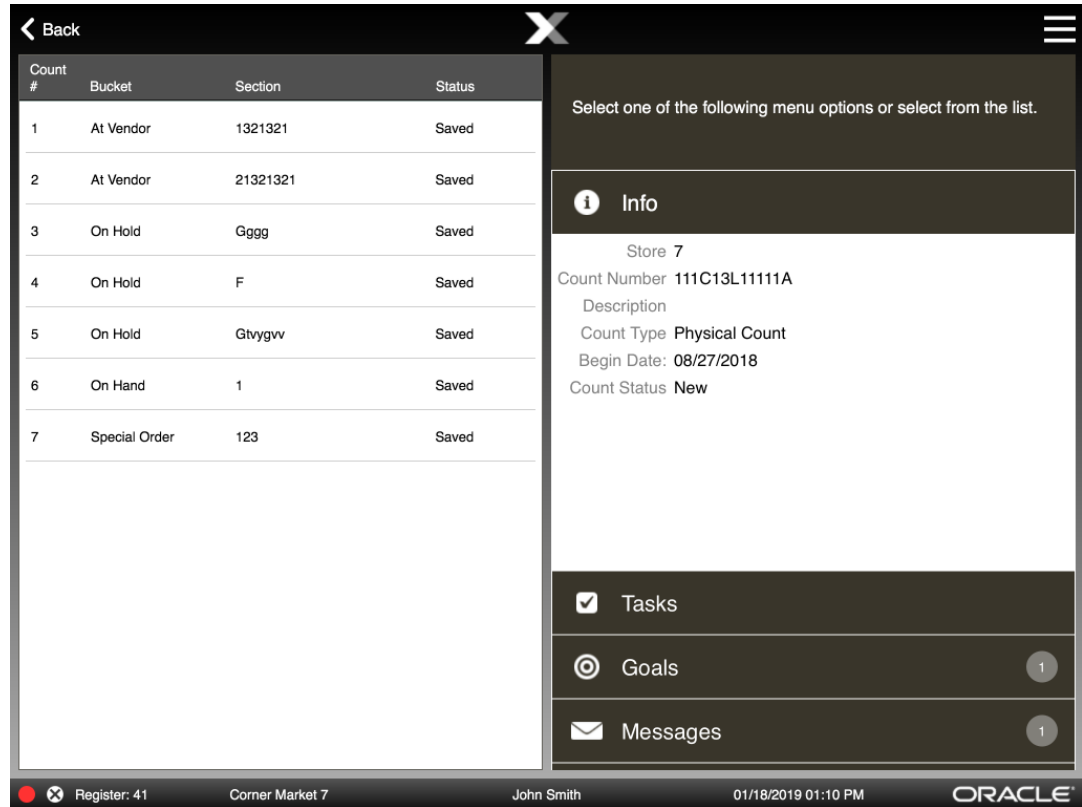 Back
Count
# Bucket Section Status
1 At Vendor 1321321 Saved
2 At Vendor 21321321 Saved
3 On Hold Gggg Saved
4 On Hold F Saved
5 On Hold Gtvygvv Saved
6 On Hand 1 Saved
7 Special Order 123 Saved
Select one of the following menu options or select from the list.
Info
Store 7
Count Number 111C13L11111A
Description
Count Type Physical Count
Begin Date: 08/27/2018
Count Status New
Tasks
Goals 1
Messages 1
Register: 41 Corner Market 7 John Smith 01/18/2019 01:10 PM ORACLE